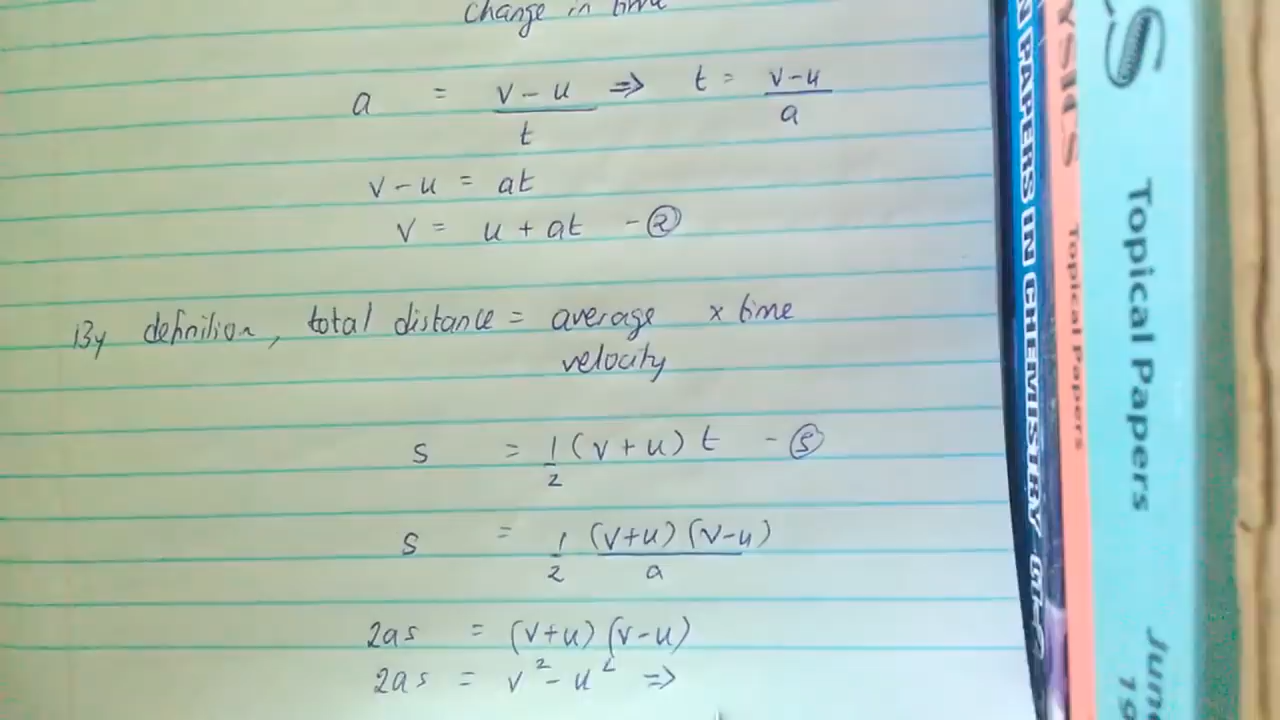 change in time
a = v - u / t ⇒ t = v-u / a
v - u = at
v = u + at - ②
By definition, total distance = average x time
velocity
s = 1/2 (v + u) t - ⑤
s = 1/2 (v+u) (v-u) / a
2as = (v+u) (v-u)
2as = v² - u² ⇒
N PAPERS IN CHEMISTRY
YSICS
Topical Papers
Topical Papers
June